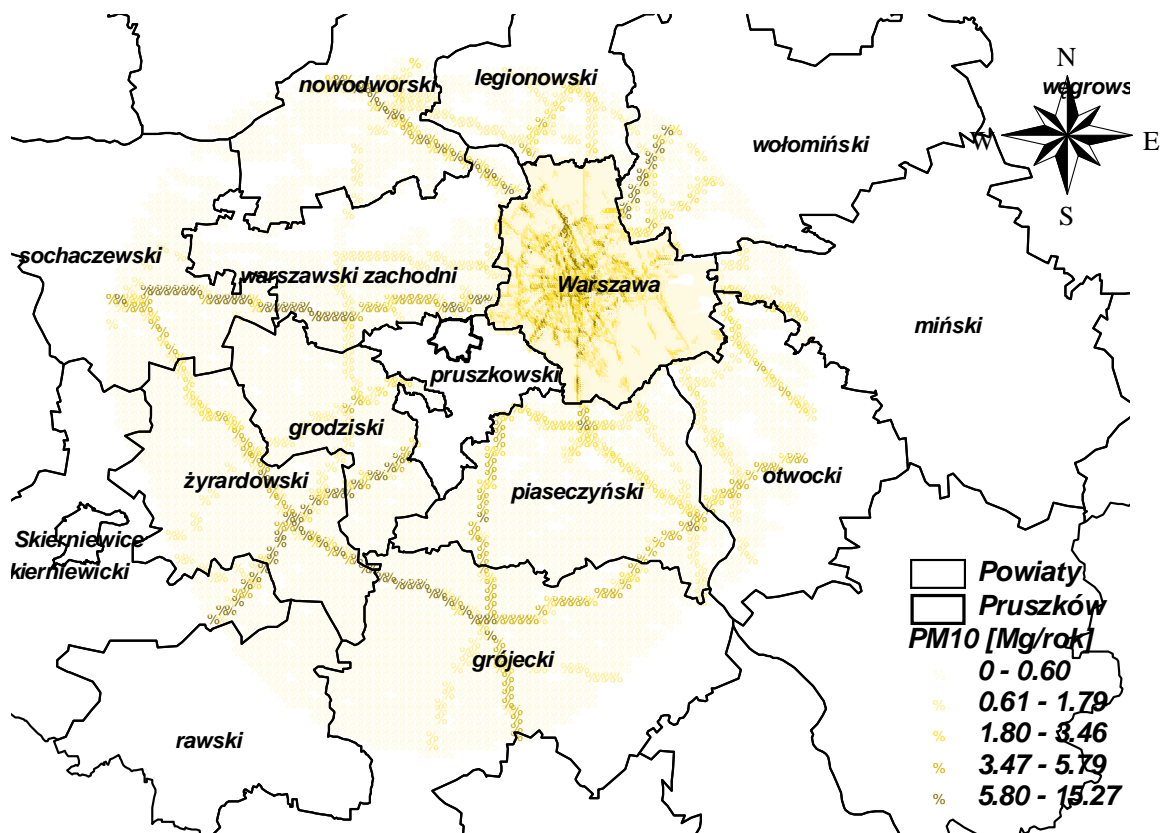 N
nowodworski
legionowski
węgrows
wołomiński
W
E
S
sochaczewski
warszawski zachodni
Warszawa
miński
pruszkowski
grodziski
żyrardowski
piaseczyński
otwocki
Skierniewice
kierniewicki
grójecki
rawski
Powiaty
Pruszków
PM10 [Mg/rok]
0 - 0.60
0.61 - 1.79
1.80 - 3.46
3.47 - 5.79
5.80 - 15.27